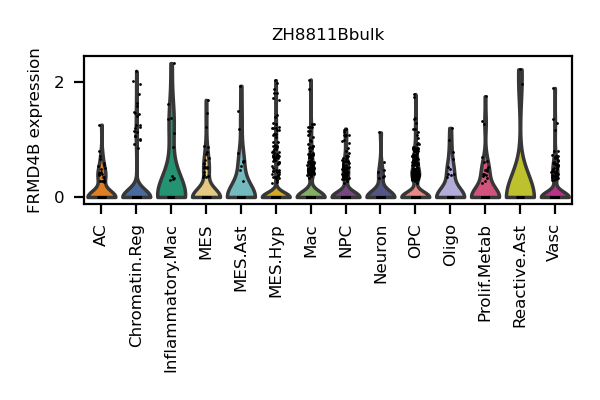 ZH8811Bbulk
FRMD4B expression
2
0
AC
Chromatin.Reg
Inflammatory.Mac
MES
MES.Ast
MES.Hyp
Mac
NPC
Neuron
OPC
Oligo
Prolif.Metab
Reactive.Ast
Vasc